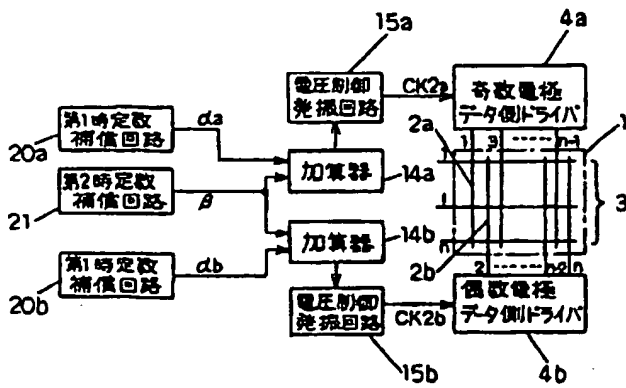 15a
4a
電圧制御
発振回路
CK2a
奇数電極
データ側ドライバ
1
第1時定数
補償回路
αa
20a
2a
1
3
n-1
加算器
14a
1
第2時定数
補償回路
β
21
i
3
加算器
14b
n
2b
第1時定数
補償回路
αb
20b
2
n-2
n
電圧制御
発振回路
CK2b
偶数電極
データ側ドライバ
15b
4b